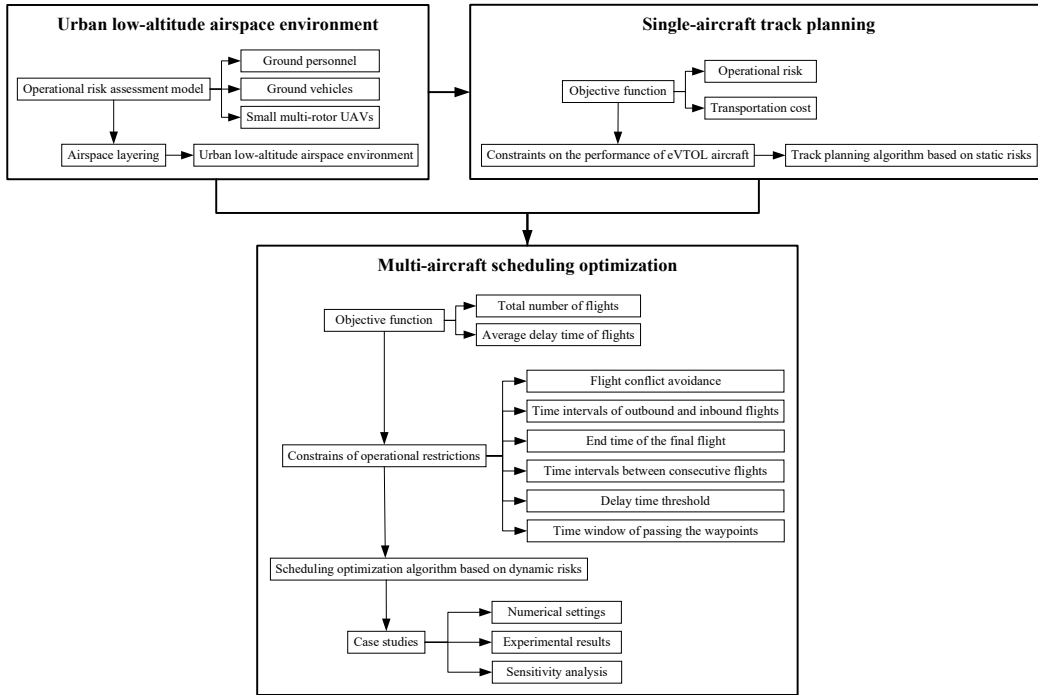 Urban low-altitude airspace environment
Operational risk assessment model
Ground personnel
Ground vehicles
Small multi-rotor UAVs
Airspace layering
Urban low-altitude airspace environment
Single-aircraft track planning
Objective function
Operational risk
Transportation cost
Constraints on the performance of eVTOL aircraft
Track planning algorithm based on static risks
Multi-aircraft scheduling optimization
Objective function
Total number of flights
Average delay time of flights
Constrains of operational restrictions
Flight conflict avoidance
Time intervals of outbound and inbound flights
End time of the final flight
Time intervals between consecutive flights
Delay time threshold
Time window of passing the waypoints
Scheduling optimization algorithm based on dynamic risks
Case studies
Numerical settings
Experimental results
Sensitivity analysis